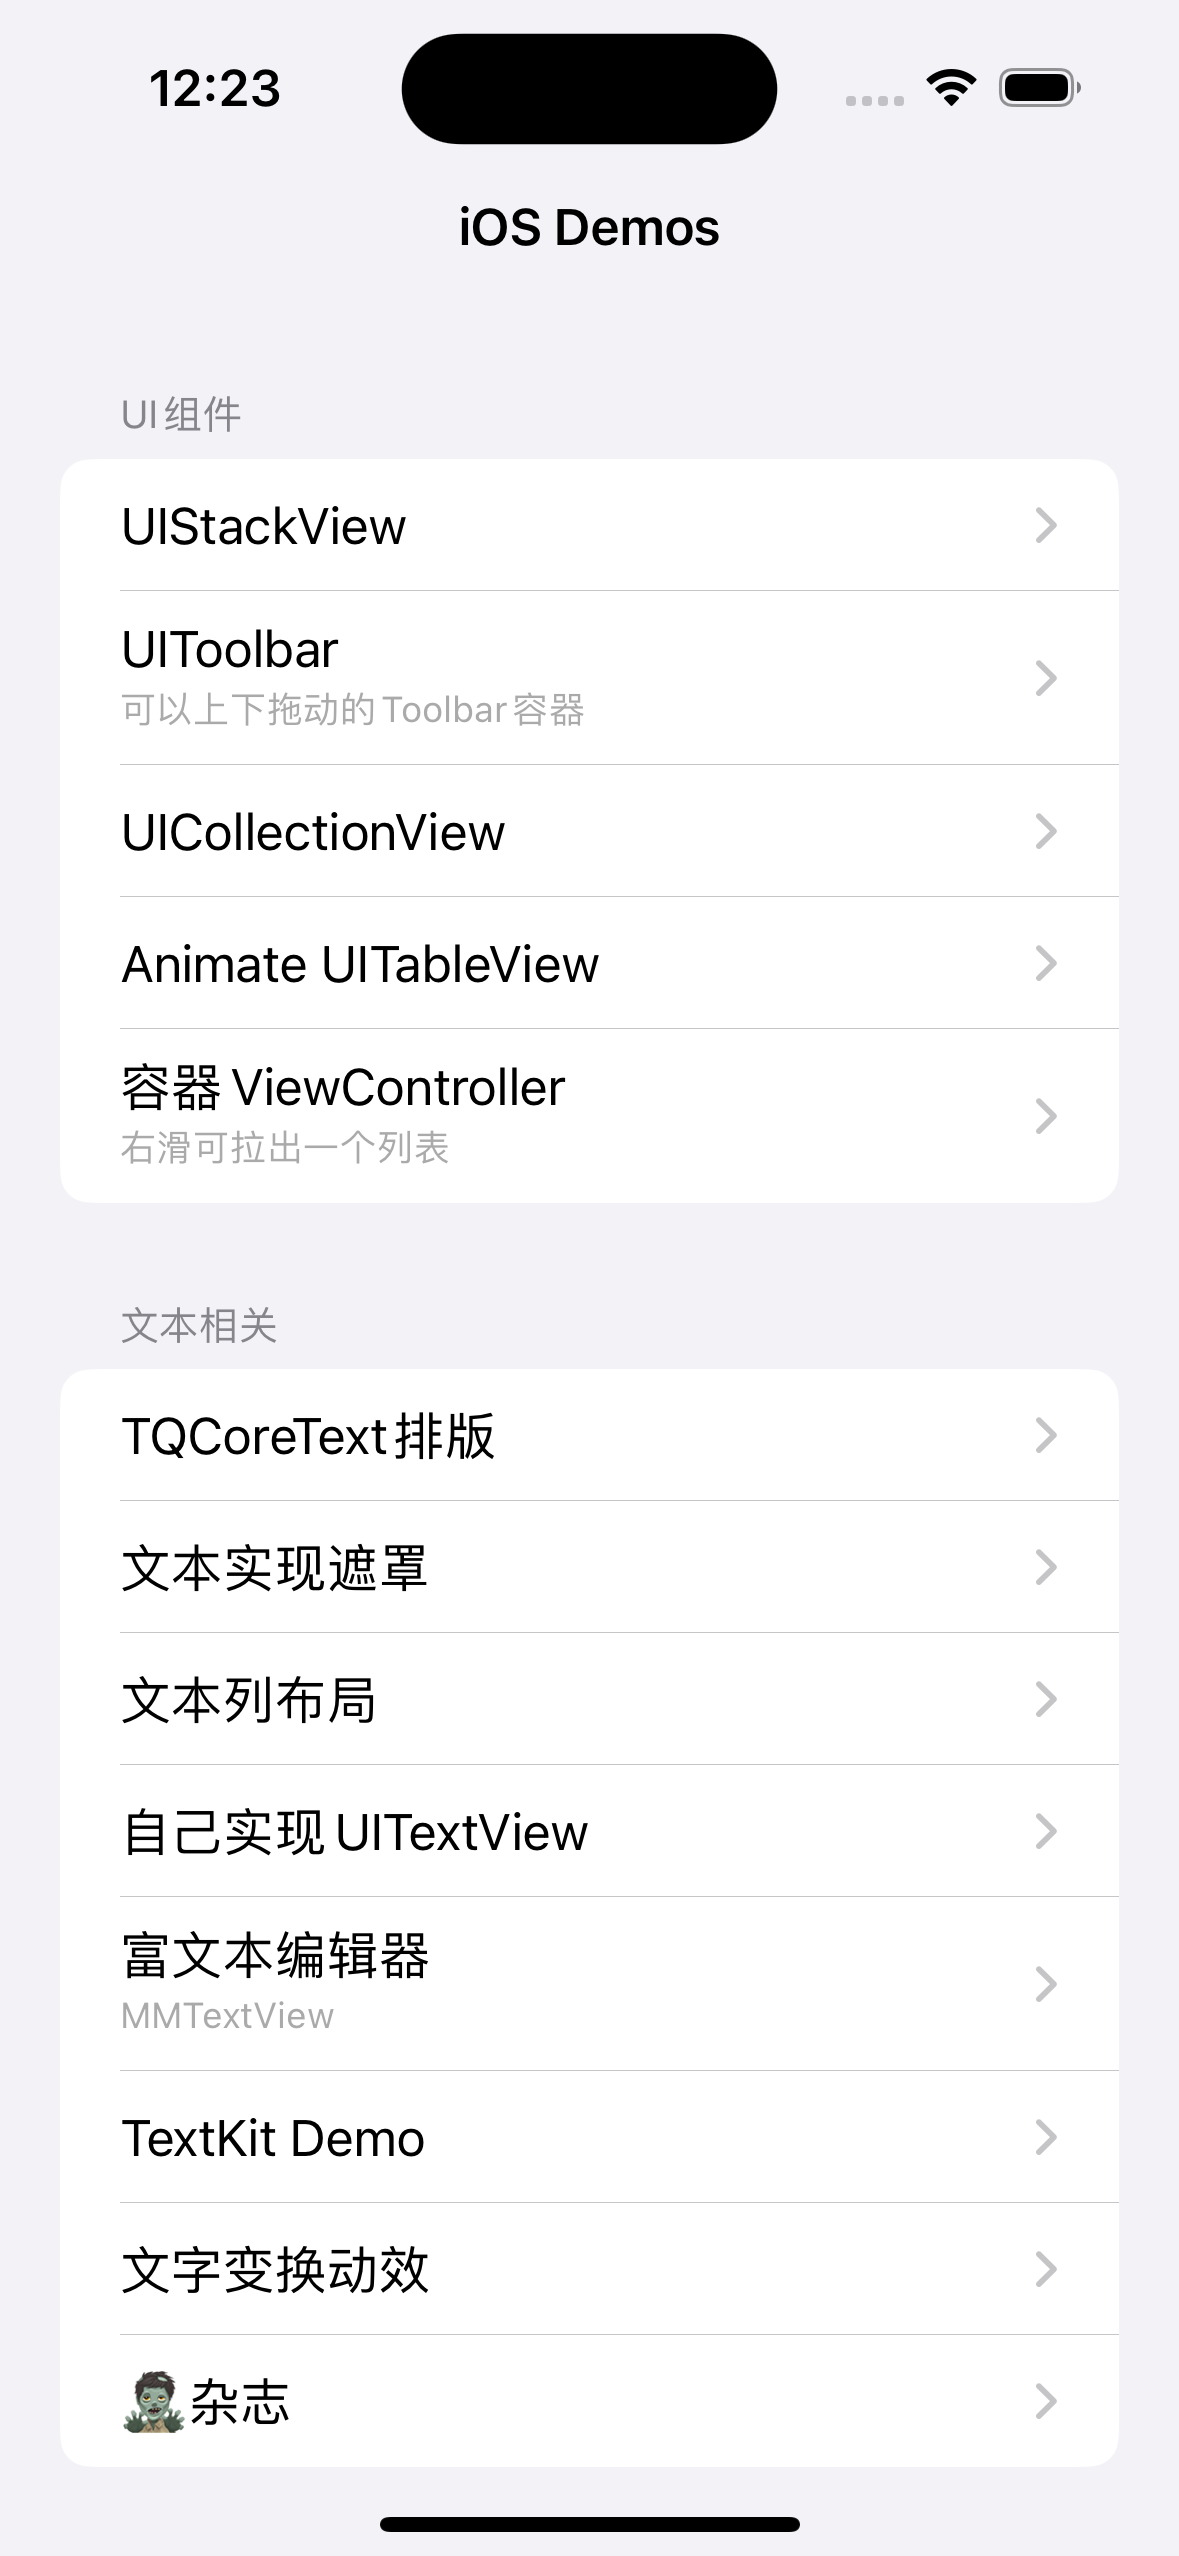 12:23
iOS Demos
UI组件
UIStackView
UIToolbar
可以上下拖动的Toolbar容器
UICollectionView
Animate UITableView
容器 ViewController
右滑可拉出一个列表
文本相关
TQCoreText排版
文本实现遮罩
文本列布局
自己实现 UITextView
富文本编辑器
MMTextView
TextKit Demo
文字变换动效
🧟杂志